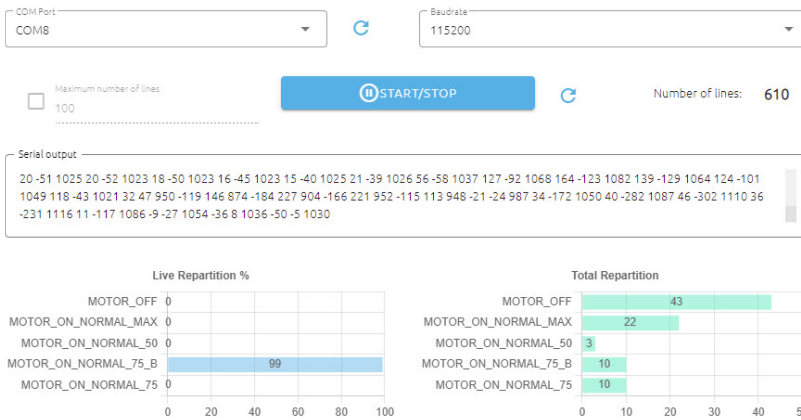 COM Port
COM8
Baudrate
115200
Maximum number of lines
100
START/STOP
Number of lines: 610
Serial output
20 -51 1025 20 -52 1023 18 -50 1023 16 -45 1023 15 -40 1025 21 -39 1026 56 -58 1037 127 -92 1068 164 -123 1082 139 -129 1064 124 -101
1049 118 -43 1021 32 47 950 -119 146 874 -184 227 904 -166 221 952 -115 113 948 -21 -24 987 34 -172 1050 40 -282 1087 46 -302 1110 36
-231 1116 11 -117 1086 -9 -27 1054 -36 8 1036 -50 -5 1030
Live Repartition %
MOTOR_OFF 0
MOTOR_ON_NORMAL_MAX 0
MOTOR_ON_NORMAL_50 0
MOTOR_ON_NORMAL_75_B 99
MOTOR_ON_NORMAL_75 0
0 20 40 60 80 100
Total Repartition
MOTOR_OFF 43
MOTOR_ON_NORMAL_MAX 22
MOTOR_ON_NORMAL_50 3
MOTOR_ON_NORMAL_75_B 10
MOTOR_ON_NORMAL_75 10
0 10 20 30 40